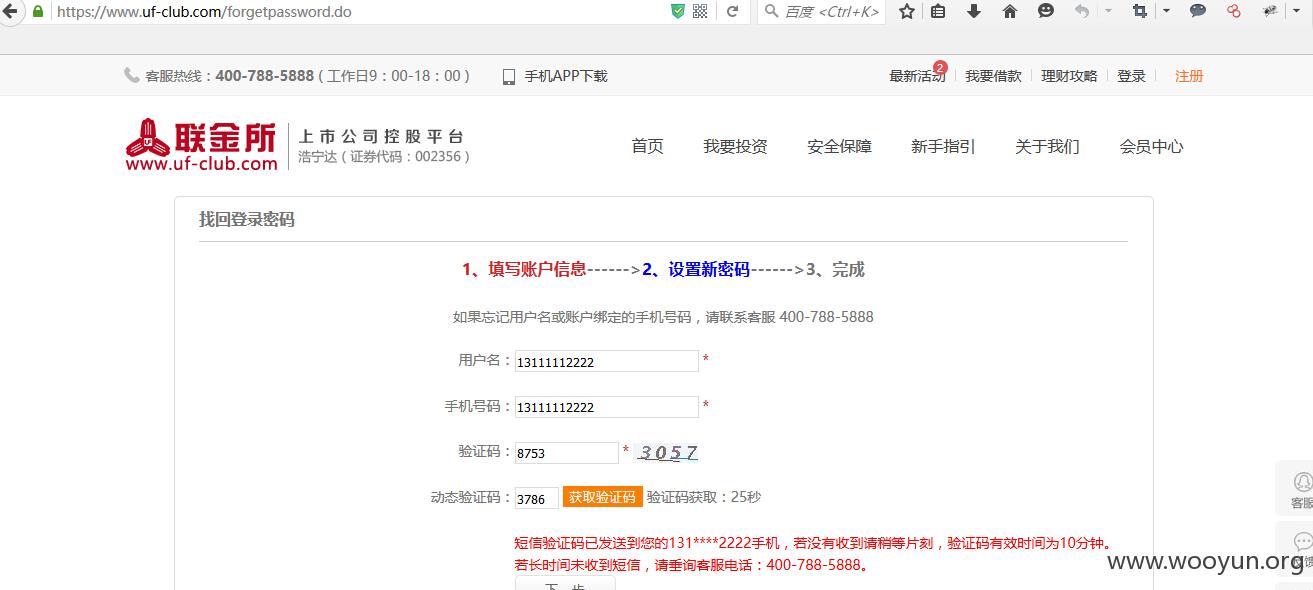 https://www.uf-club.com/forgetpassword.do
百度 <Ctrl+K>
客服热线：400-788-5888 ( 工作日9：00-18：00 )
手机APP下载
最新活动 2
我要借款
理财攻略
登录
注册
UF
联金所
www.uf-club.com
上市公司控股平台
浩宁达（证券代码：002356）
首页
我要投资
安全保障
新手指引
关于我们
会员中心
找回登录密码
1、填写账户信息------>2、设置新密码------>3、完成
如果忘记用户名或账户绑定的手机号码，请联系客服 400-788-5888
用户名：13111112222 *
手机号码：13111112222 *
验证码：8753 * 3057
动态验证码：3786 获取验证码 验证码获取：25秒
短信验证码已发送到您的131****2222手机，若没有收到请稍等片刻，验证码有效时间为10分钟。
若长时间未收到短信，请垂询客服电话：400-788-5888。
下一步
客服
www.wooyun.org